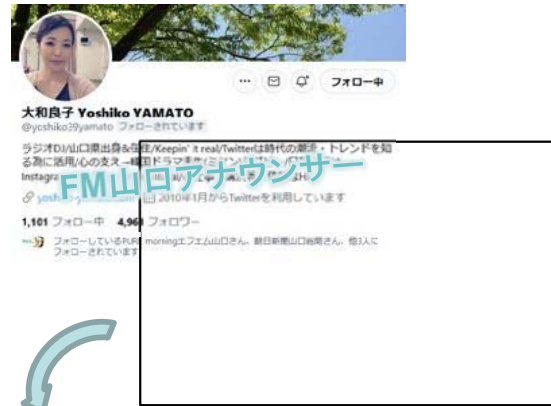 フォロー中
大和良子 Yoshiko YAMATO
@yoshiko39yamato フォローされています
ラジオDJ/山口県出身&在住/Keepin' it real/Twitterは時代の潮流・トレンドを知
る為に活用/心の支え→韓国ドラマ
Instagra
FM山口アナウンサー
2010年1月からTwitterを利用しています
1,101 フォロー中 4,96 フォロワー
フォローしているPURE morningエフエム山口さん、朝日新聞山口総局さん、他3人に
フォローされています